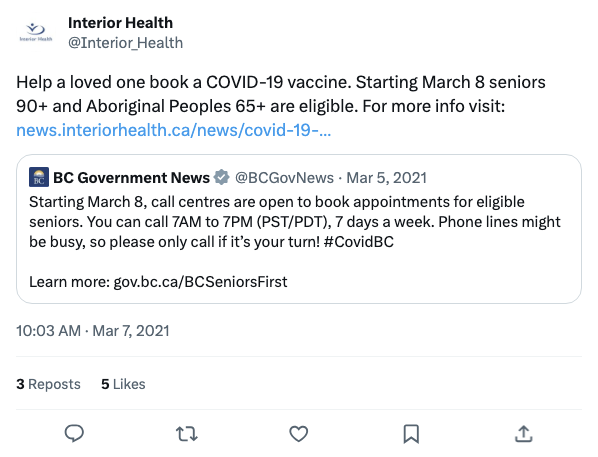 Interior Health
@Interior_Health
Interior Health
Help a loved one book a COVID-19 vaccine. Starting March 8 seniors
90+ and Aboriginal Peoples 65+ are eligible. For more info visit:
news.interiorhealth.ca/news/covid-19-...
BC
BC Government News @BCGovNews · Mar 5, 2021
Starting March 8, call centres are open to book appointments for eligible
seniors. You can call 7AM to 7PM (PST/PDT), 7 days a week. Phone lines might
be busy, so please only call if it's your turn! #CovidBC
Learn more: gov.bc.ca/BCSeniorsFirst
10:03 AM · Mar 7, 2021
3 Reposts 5 Likes